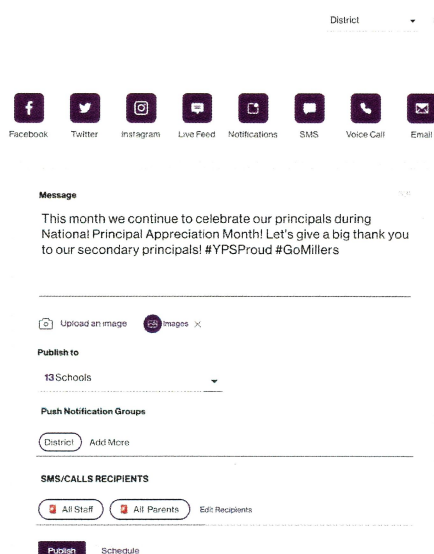 District
Facebook Twitter Instagram Live Feed Notifications SMS Voice Call Email
Message
This month we continue to celebrate our principals during
National Principal Appreciation Month! Let's give a big thank you
to our secondary principals! #YPSProud #GoMillers
Upload an image Images
Publish to
13 Schools
Push Notification Groups
District Add More
SMS/CALLS RECIPIENTS
All Staff All Parents Edit Recipients
Publish Schedule